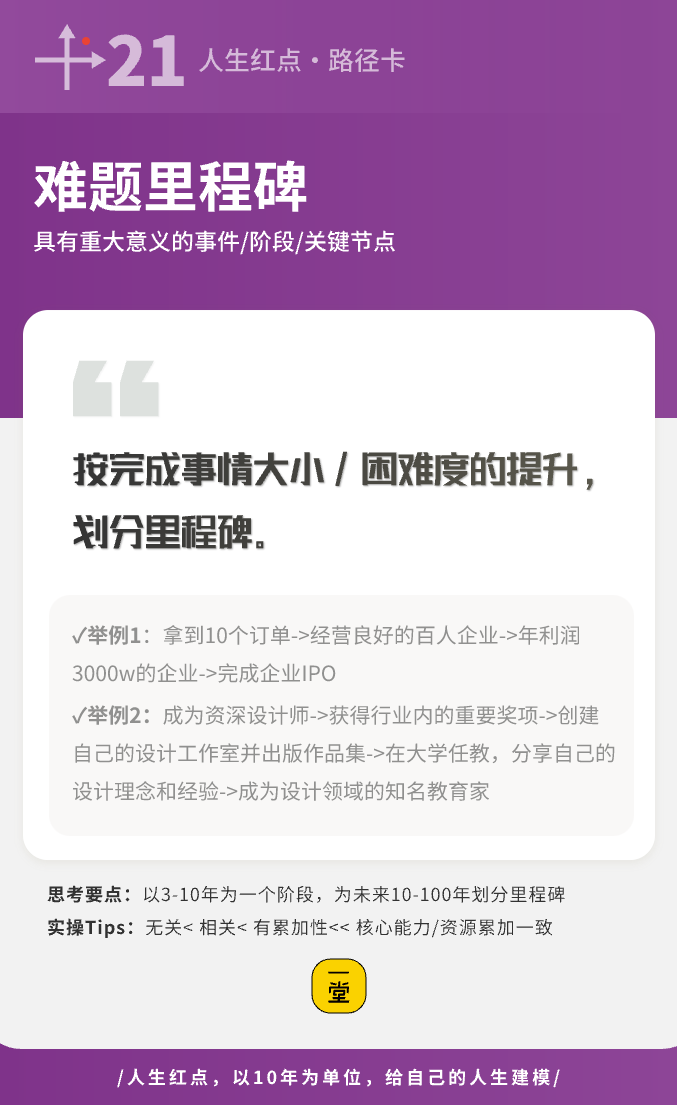 21 人生红点·路径卡
难题里程碑
具有重大意义的事件/阶段/关键节点
按完成事情大小 / 困难度的提升，
划分里程碑。
✓举例1：拿到10个订单->经营良好的百人企业->年利润
3000w的企业->完成企业IPO
✓举例2：成为资深设计师->获得行业内的重要奖项->创建
自己的设计工作室并出版作品集->在大学任教，分享自己的
设计理念和经验->成为设计领域的知名教育家
思考要点：以3-10年为一个阶段，为未来10-100年划分里程碑
实操Tips：无关< 相关< 有累加性<< 核心能力/资源累加一致
一
堂
/人生红点，以10年为单位，给自己的人生建模/